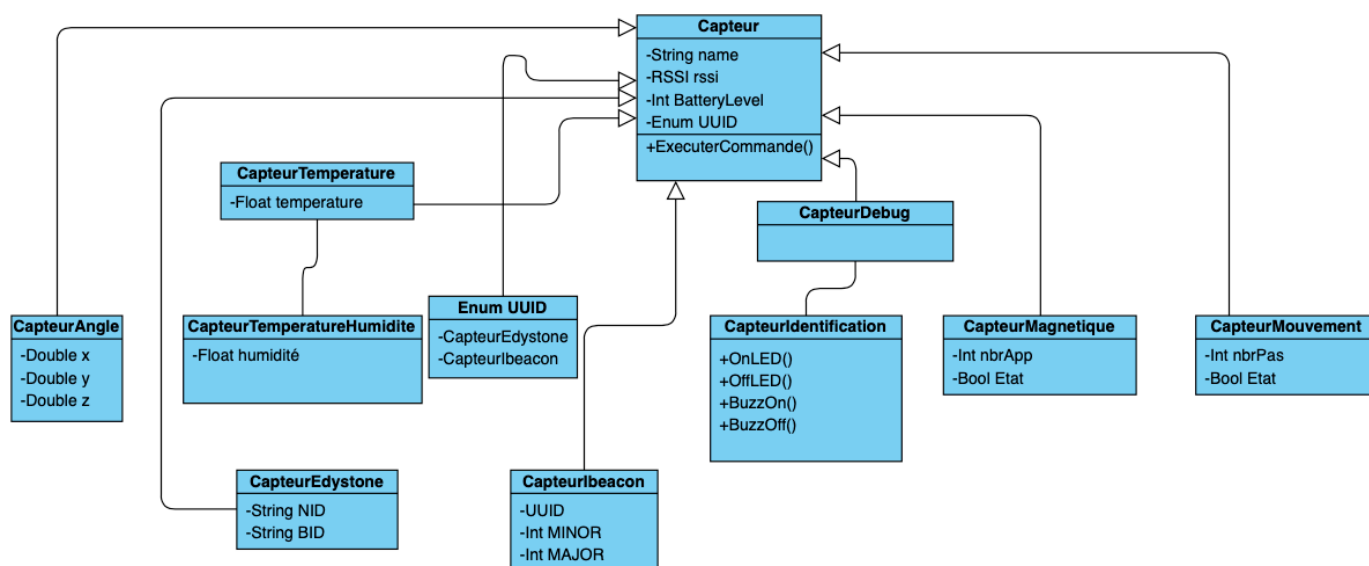 Capteur
-String name
-RSSI rssi
-Int BatteryLevel
-Enum UUID
+ExecuterCommande()
CapteurTemperature
-Float temperature
CapteurDebug
CapteurAngle
-Double x
-Double y
-Double z
CapteurTemperatureHumidite
-Float humidité
Enum UUID
-CapteurEdystone
-CapteurIbeacon
CapteurIdentification
+OnLED()
+OffLED()
+BuzzOn()
+BuzzOff()
CapteurMagnetique
-Int nbrApp
-Bool Etat
CapteurMouvement
-Int nbrPas
-Bool Etat
CapteurEdystone
-String NID
-String BID
CapteurIbeacon
-UUID
-Int MINOR
-Int MAJOR